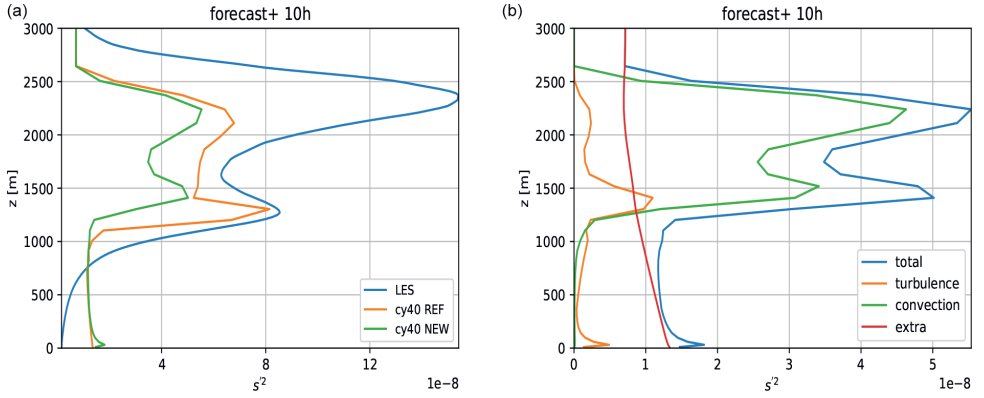 (a)
forecast+ 10h
3000
2500
2000
1500
1000
500
0
z [m]
4
8
12
s′2
1e−8
LES
cy40 REF
cy40 NEW
(b)
forecast+ 10h
3000
2500
2000
1500
1000
500
0
z [m]
0
1
2
3
4
5
s′2
1e−8
total
turbulence
convection
extra